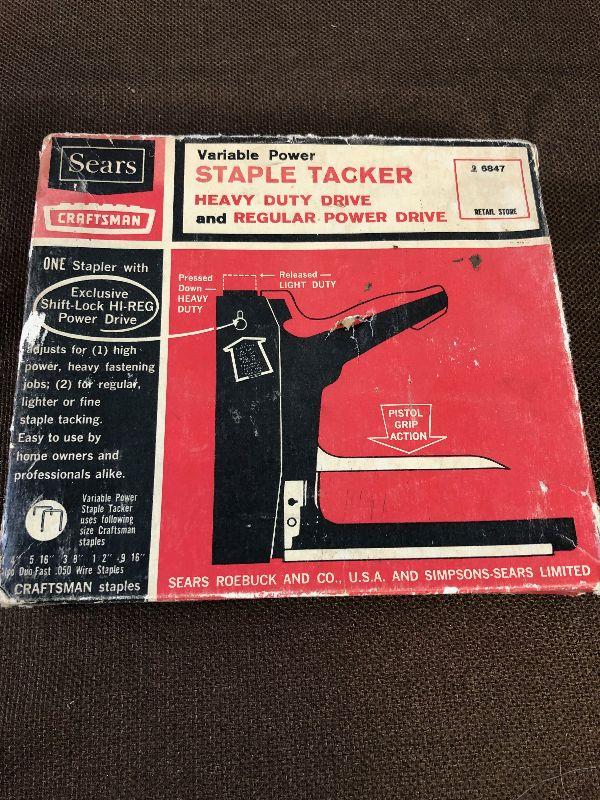 Sears
CRAFTSMAN
Variable Power
STAPLE TACKER
HEAVY DUTY DRIVE
and REGULAR POWER DRIVE
9 6847
RETAIL STORE
ONE Stapler with
Exclusive
Shift-Lock HI-REG
Power Drive
adjusts for (1) high
power, heavy fastening
jobs; (2) for regular,
lighter or fine
staple tacking.
Easy to use by
home owners and
professionals alike.
Pressed
Down
HEAVY
DUTY
Released
LIGHT DUTY
PISTOL
GRIP
ACTION
Variable Power
Staple Tacker
uses following
size Craftsman
staples
4" 5 16" 3 8" 1 2" 9 16"
Duo-Fast .050 Wire Staples
CRAFTSMAN staples
SEARS ROEBUCK AND CO., U.S.A. AND SIMPSONS-SEARS LIMITED